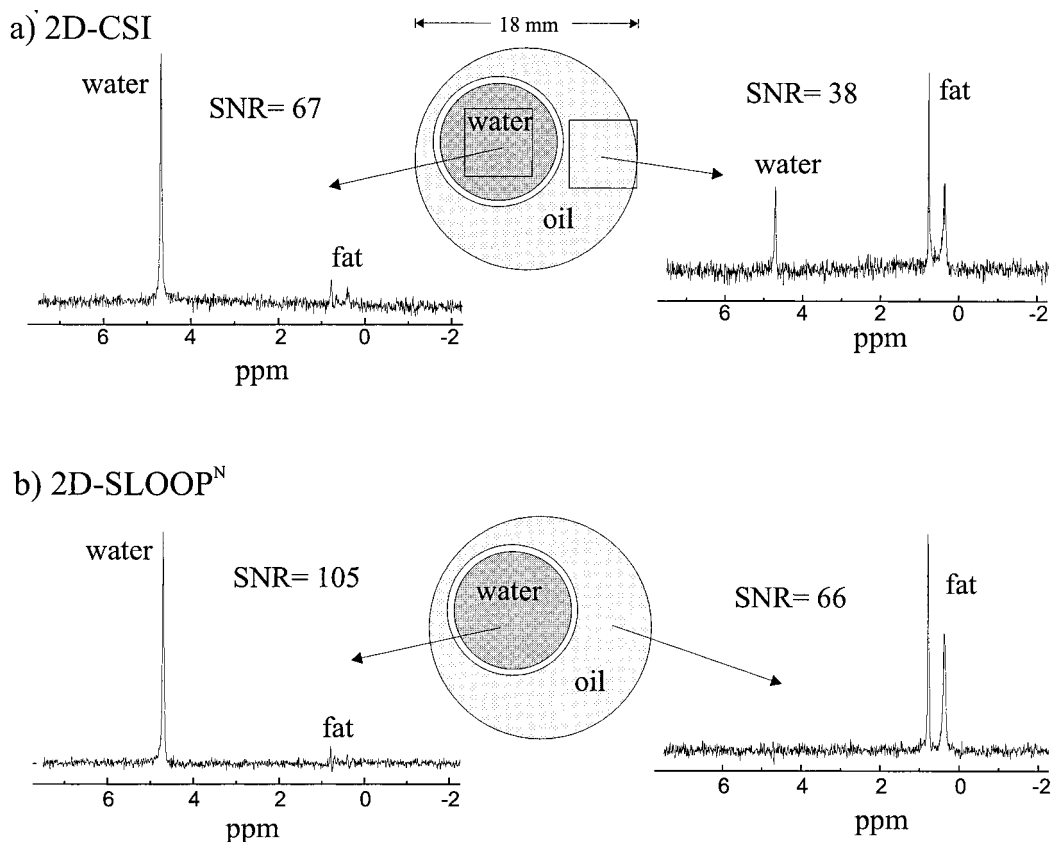 a) 2D-CSI
18 mm
water
SNR= 67
water
SNR= 38
fat
water
oil
fat
6 4 2 0 -2
ppm
6 4 2 0 -2
ppm
b) 2D-SLOOPᴺ
water
SNR= 105
water
SNR= 66
fat
oil
fat
6 4 2 0 -2
ppm
6 4 2 0 -2
ppm